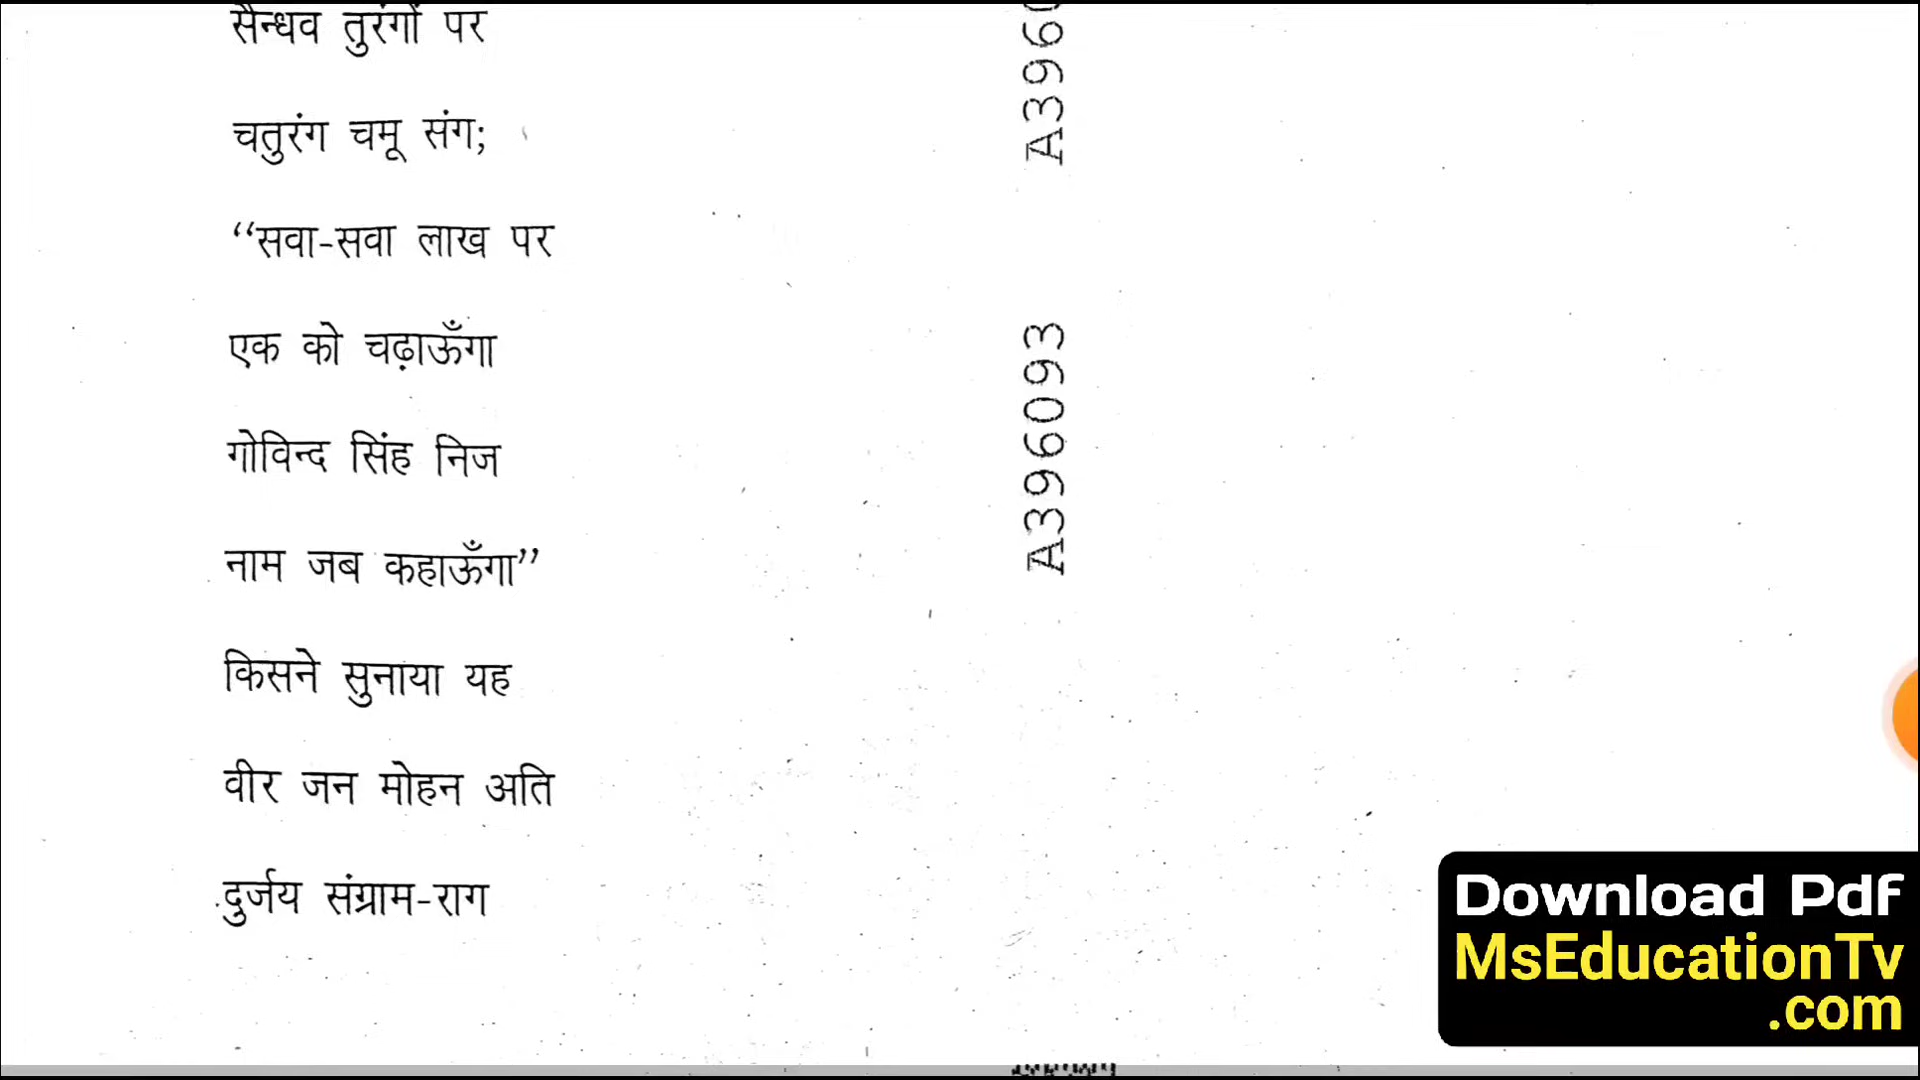 सैन्धव तुरंगों पर
चतुरंग चमू संग;
“सवा-सवा लाख पर
एक को चढ़ाऊँगा
गोविन्द सिंह निज
नाम जब कहाऊँगा”
किसने सुनाया यह
वीर जन मोहन अति
दुर्जय संग्राम-राग
A396
A396093
Download Pdf
MsEducationTv
.com